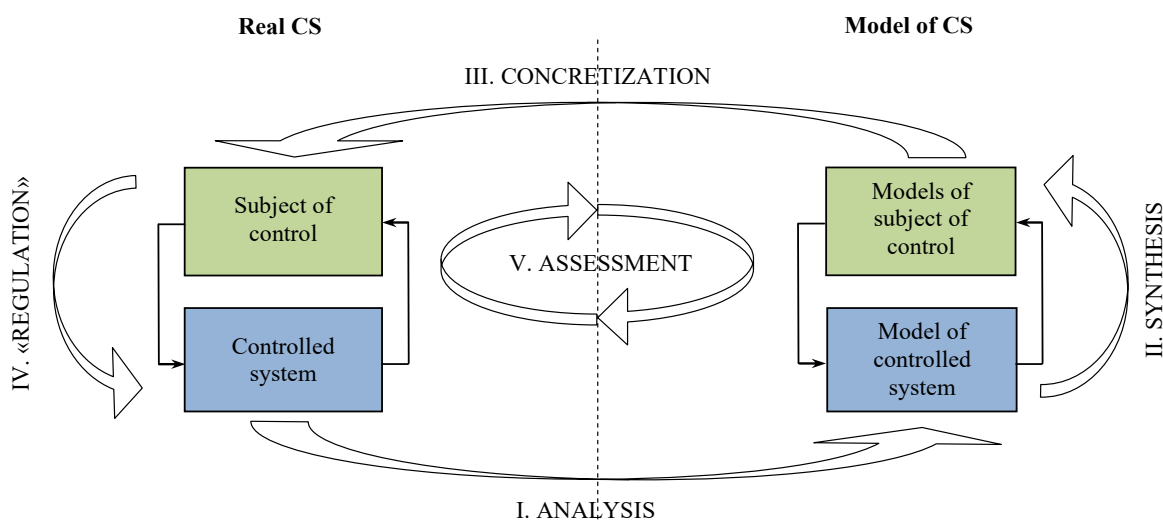 Real CS
Model of CS
III. CONCRETIZATION
Subject of
control
Models of
subject of
control
IV. «REGULATION»
V. ASSESSMENT
II. SYNTHESIS
Controlled
system
Model of
controlled
system
I. ANALYSIS